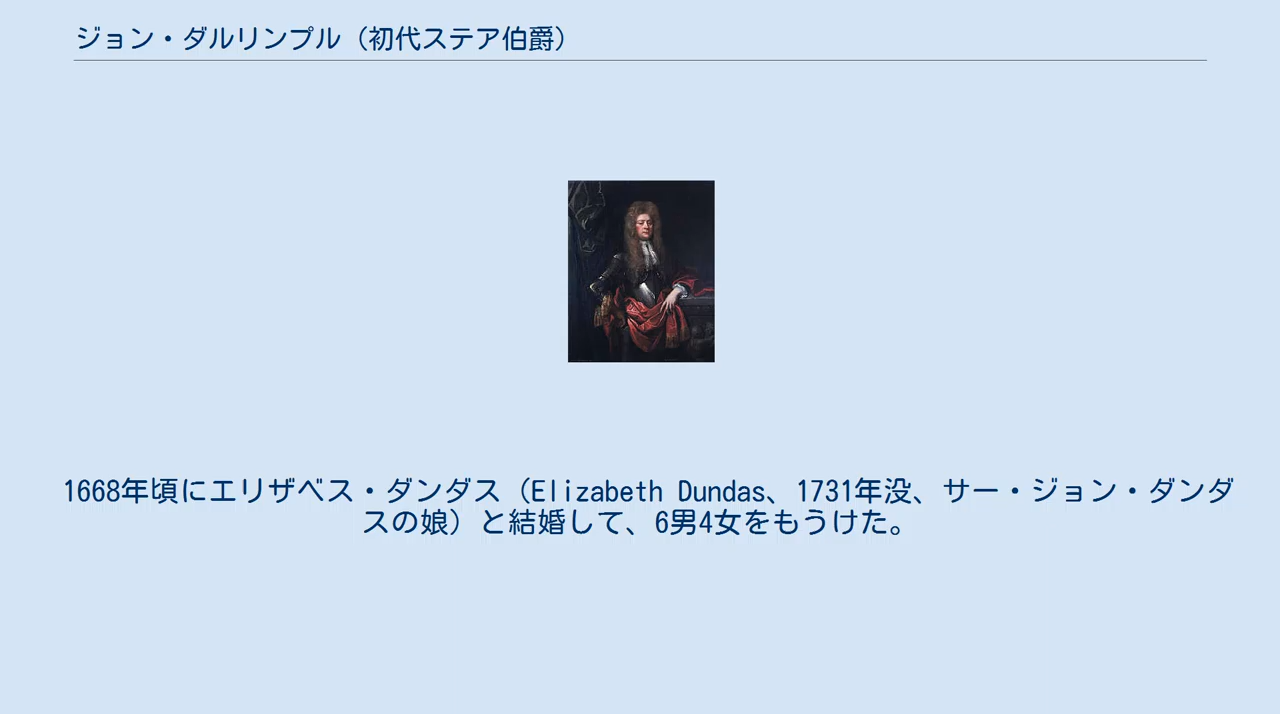 ジョン・ダルリンプル（初代ステア伯爵）
1668年頃にエリザベス・ダンダス（Elizabeth Dundas、1731年没、サー・ジョン・ダンダ
スの娘）と結婚して、6男4女をもうけた。